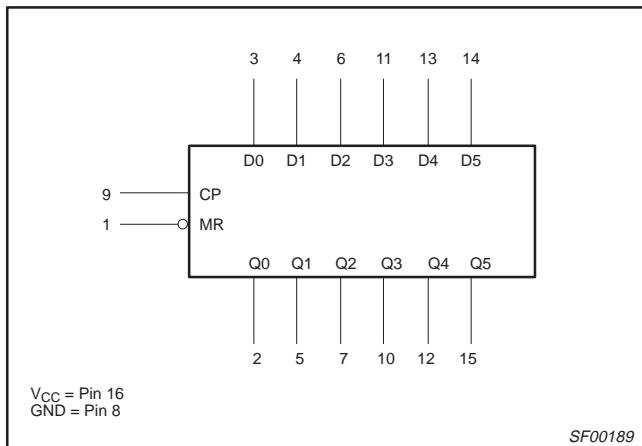 3 4 6 11 13 14
D0 D1 D2 D3 D4 D5
9 CP
1 MR
Q0 Q1 Q2 Q3 Q4 Q5
2 5 7 10 12 15
VCC = Pin 16
GND = Pin 8
SF00189